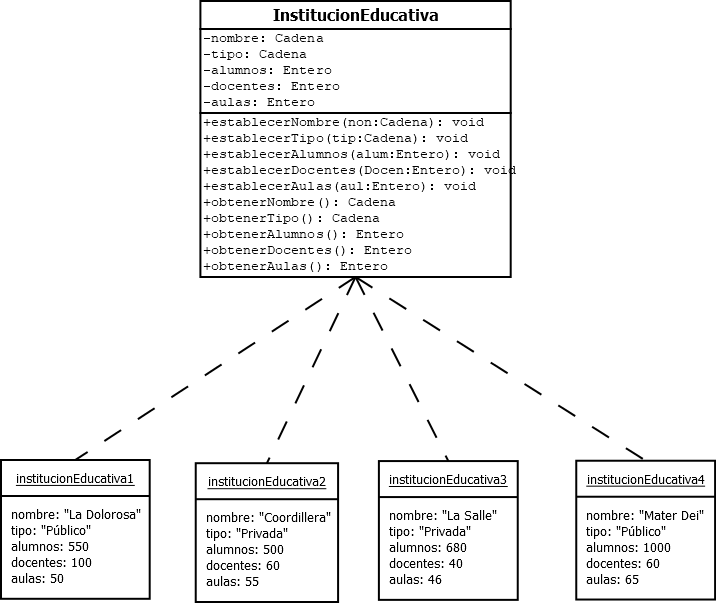 InstitucionEducativa
-nombre: Cadena
-tipo: Cadena
-alumnos: Entero
-docentes: Entero
-aulas: Entero
+establecerNombre(non:Cadena): void
+establecerTipo(tip:Cadena): void
+establecerAlumnos(alum:Entero): void
+establecerDocentes(Docen:Entero): void
+establecerAulas(aul:Entero): void
+obtenerNombre(): Cadena
+obtenerTipo(): Cadena
+obtenerAlumnos(): Entero
+obtenerDocentes(): Entero
+obtenerAulas(): Entero
institucionEducativa1
nombre: "La Dolorosa"
tipo: "Público"
alumnos: 550
docentes: 100
aulas: 50
institucionEducativa2
nombre: "Coordillera"
tipo: "Privada"
alumnos: 500
docentes: 60
aulas: 55
institucionEducativa3
nombre: "La Salle"
tipo: "Privada"
alumnos: 680
docentes: 40
aulas: 46
institucionEducativa4
nombre: "Mater Dei"
tipo: "Público"
alumnos: 1000
docentes: 60
aulas: 65